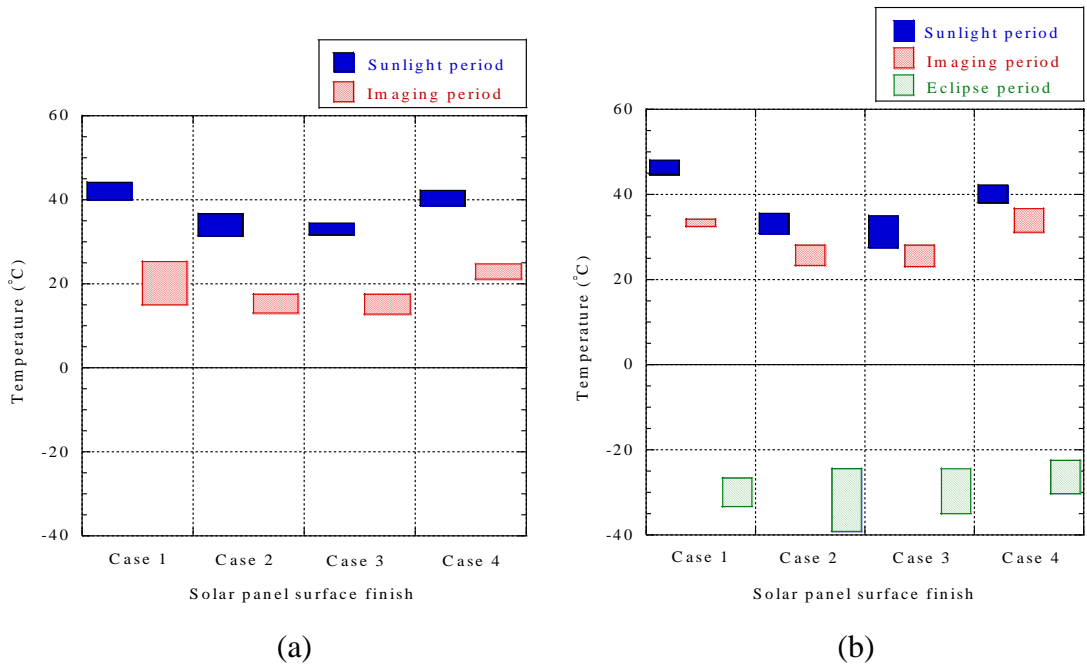 Sunlight period
Imaging period
60
40
20
0
-20
-40
Temperature (°C)
Case 1 Case 2 Case 3 Case 4
Solar panel surface finish
(a)
Sunlight period
Imaging period
Eclipse period
60
40
20
0
-20
-40
Temperature (°C)
Case 1 Case 2 Case 3 Case 4
Solar panel surface finish
(b)